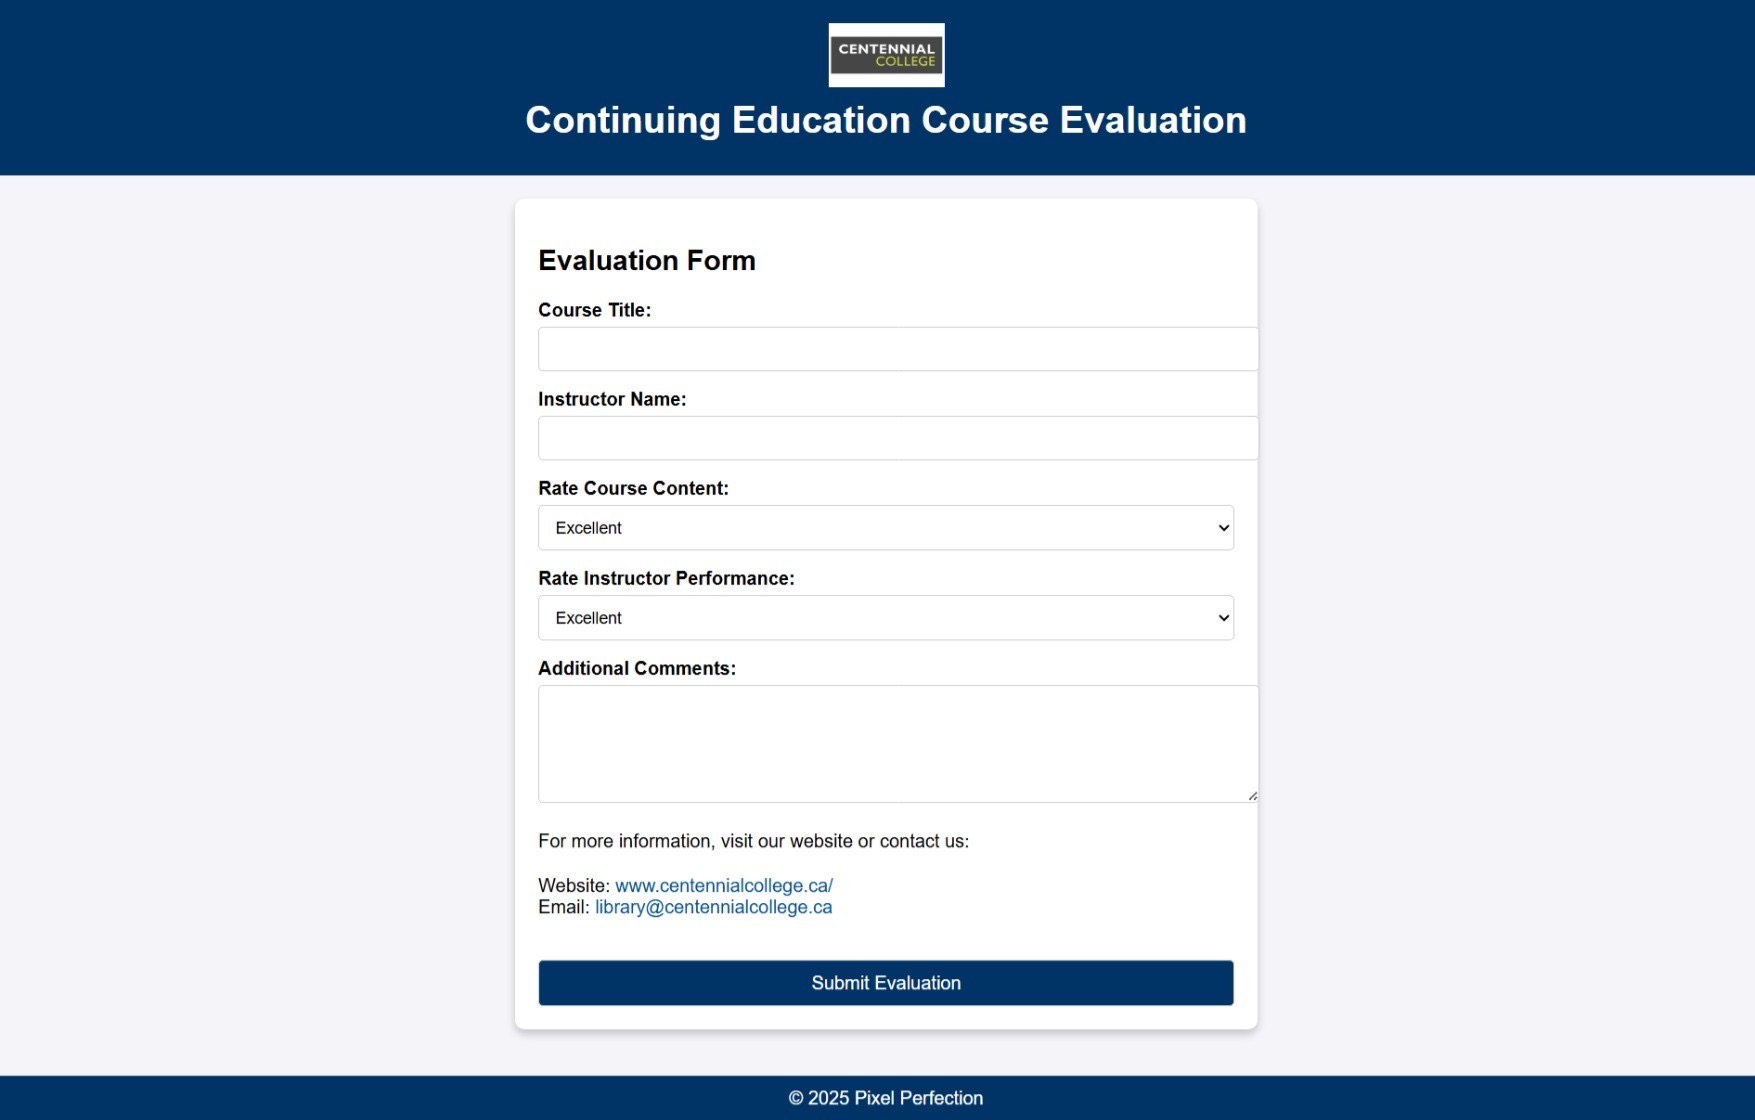 CENTENNIAL
COLLEGE
Continuing Education Course Evaluation
Evaluation Form
Course Title:
Instructor Name:
Rate Course Content:
Excellent
Rate Instructor Performance:
Excellent
Additional Comments:
For more information, visit our website or contact us:
Website: www.centennialcollege.ca/
Email: library@centennialcollege.ca
Submit Evaluation
© 2025 Pixel Perfection